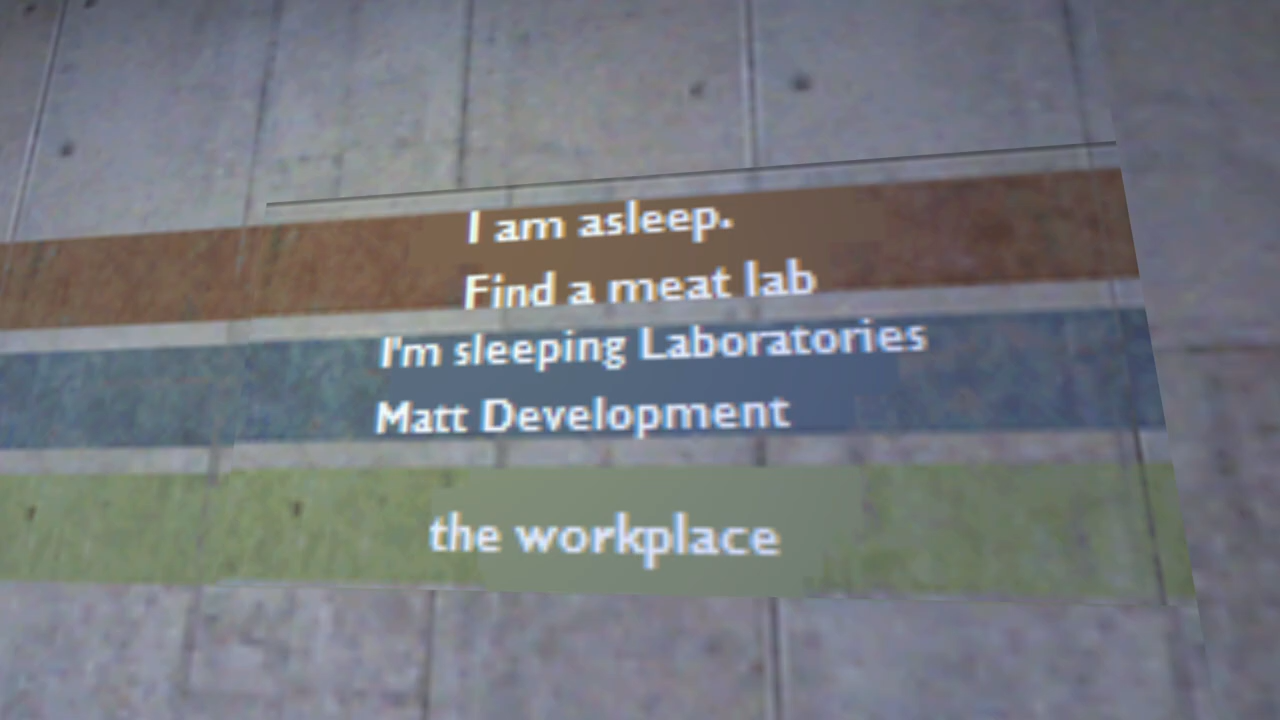 I am asleep.
Find a meat lab
I'm sleeping Laboratories
Matt Development
the workplace